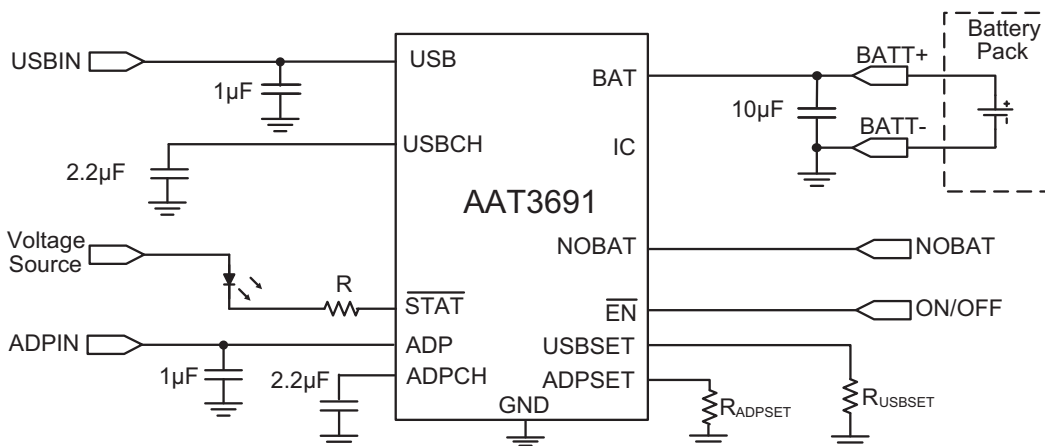 USBIN
1µF
USB
2.2µF
USBCH
Voltage
Source
R
STAT
ADPIN
1µF
ADP
2.2µF
ADPCH
GND
AAT3691
BAT
IC
NOBAT
EN
USBSET
ADPSET
10µF
BATT+
BATT-
Battery
Pack
+
-
NOBAT
ON/OFF
RADPSET
RUSBSET